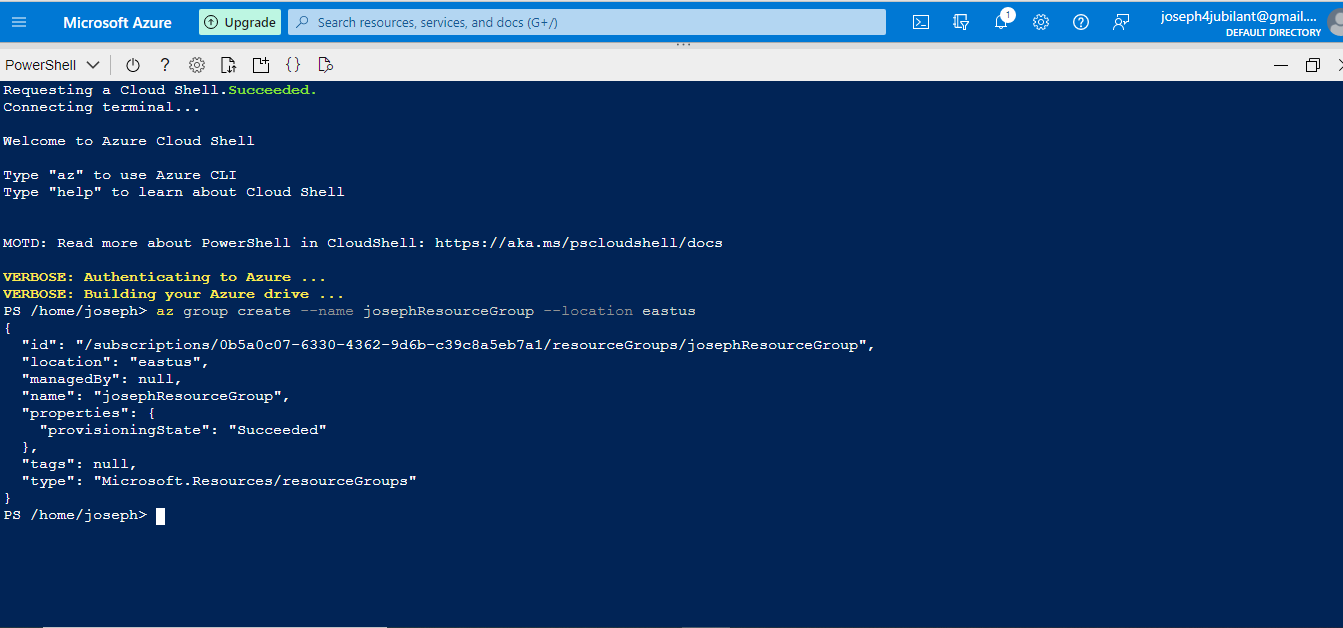 Microsoft Azure
Upgrade
Search resources, services, and docs (G+/)
1
joseph4jubilant@gmail....
DEFAULT DIRECTORY
PowerShell
Requesting a Cloud Shell.Succeeded.
Connecting terminal...
Welcome to Azure Cloud Shell
Type "az" to use Azure CLI
Type "help" to learn about Cloud Shell
MOTD: Read more about PowerShell in CloudShell: https://aka.ms/pscloudshell/docs
VERBOSE: Authenticating to Azure ...
VERBOSE: Building your Azure drive ...
PS /home/joseph> az group create --name josephResourceGroup --location eastus
{
  "id": "/subscriptions/0b5a0c07-6330-4362-9d6b-c39c8a5eb7a1/resourceGroups/josephResourceGroup",
  "location": "eastus",
  "managedBy": null,
  "name": "josephResourceGroup",
  "properties": {
    "provisioningState": "Succeeded"
  },
  "tags": null,
  "type": "Microsoft.Resources/resourceGroups"
}
PS /home/joseph>